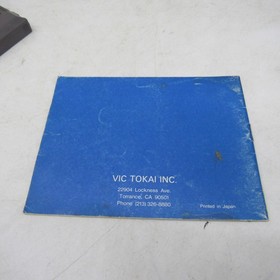 VIC TOKAI INC.
22904 Lockness Ave.
Torrance, CA 90501
Phone (213) 326-8880
Printed in Japan